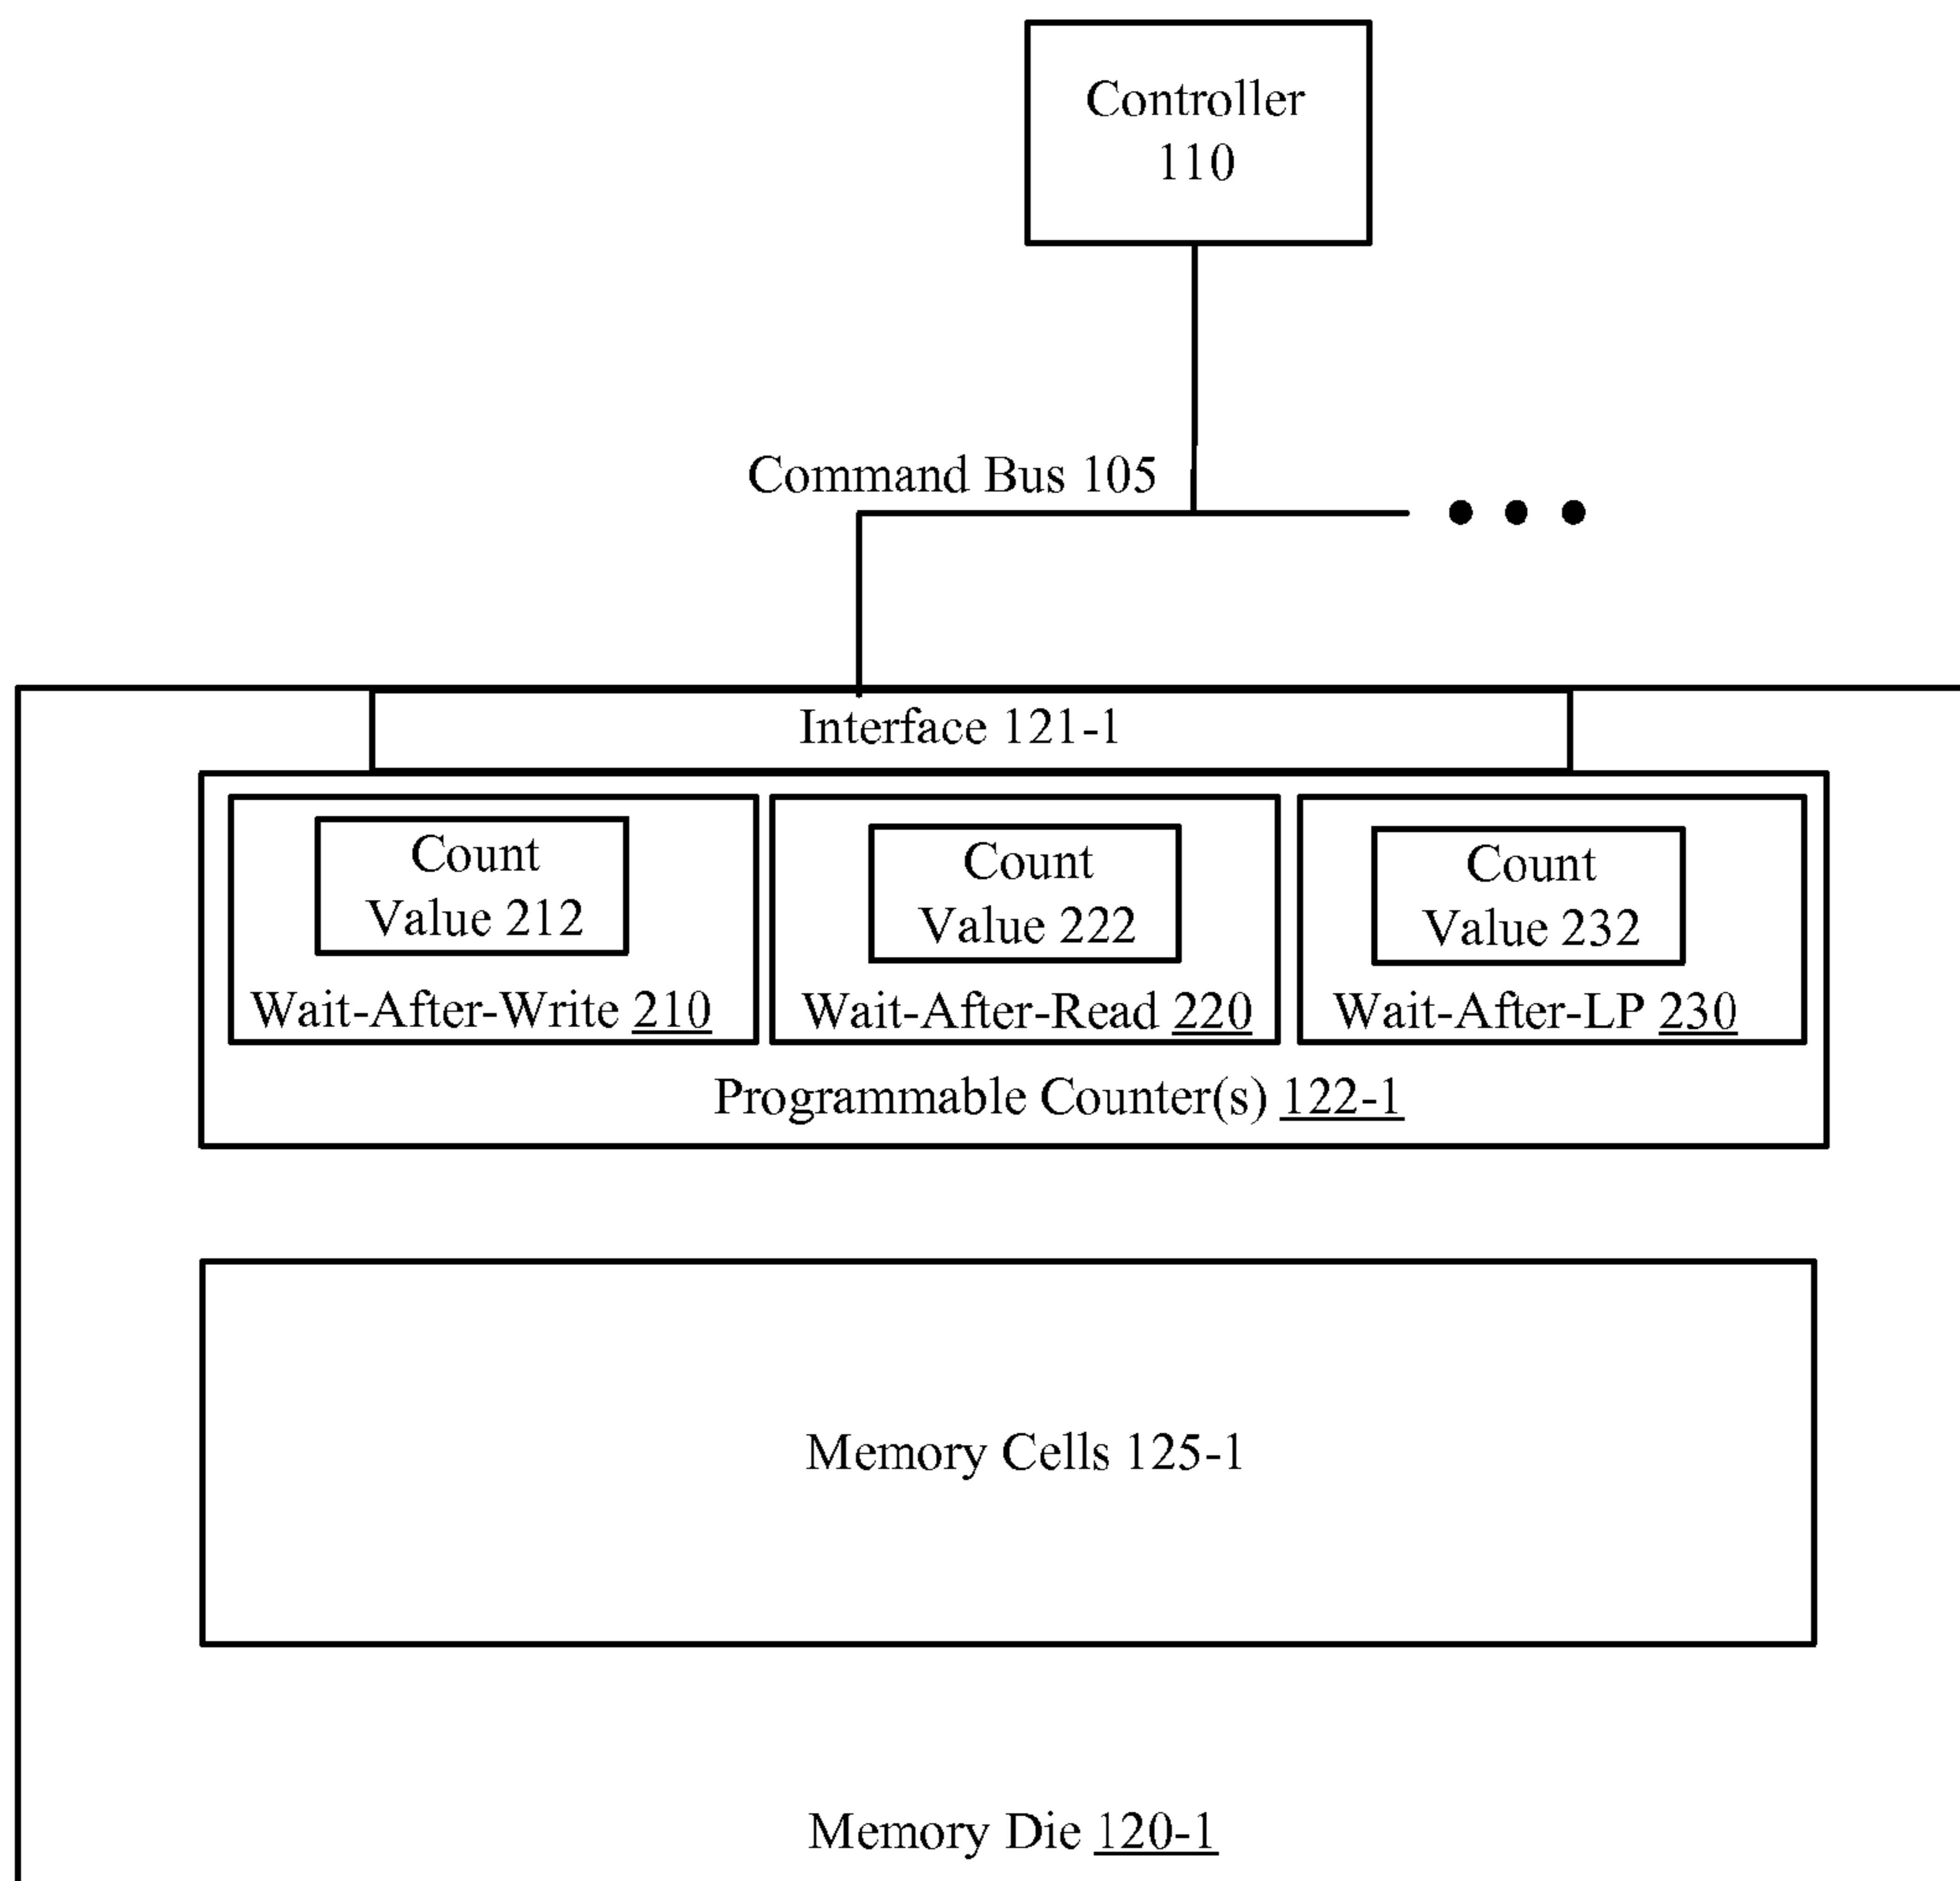 Controller
110
Command Bus 105
Interface 121-1
Count
Value 212
Wait-After-Write 210
Count
Value 222
Wait-After-Read 220
Count
Value 232
Wait-After-LP 230
Programmable Counter(s) 122-1
Memory Cells 125-1
Memory Die 120-1